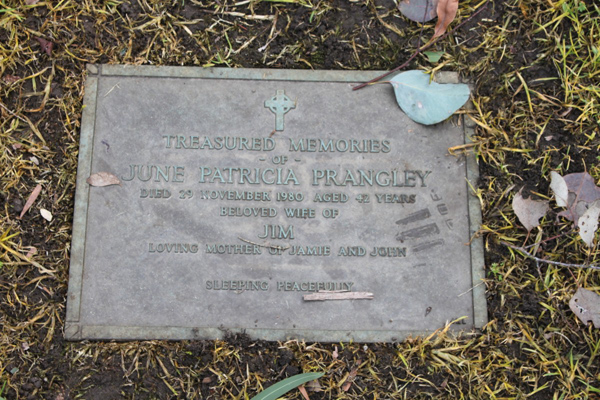 TREASURED MEMORIES
- OF -
JUNE PATRICIA PRANGLEY
DIED 29 NOVEMBER 1980 AGED 42 YEARS
BELOVED WIFE OF
JIM
LOVING MOTHER OF JAMIE AND JOHN
SLEEPING PEACEFULLY.